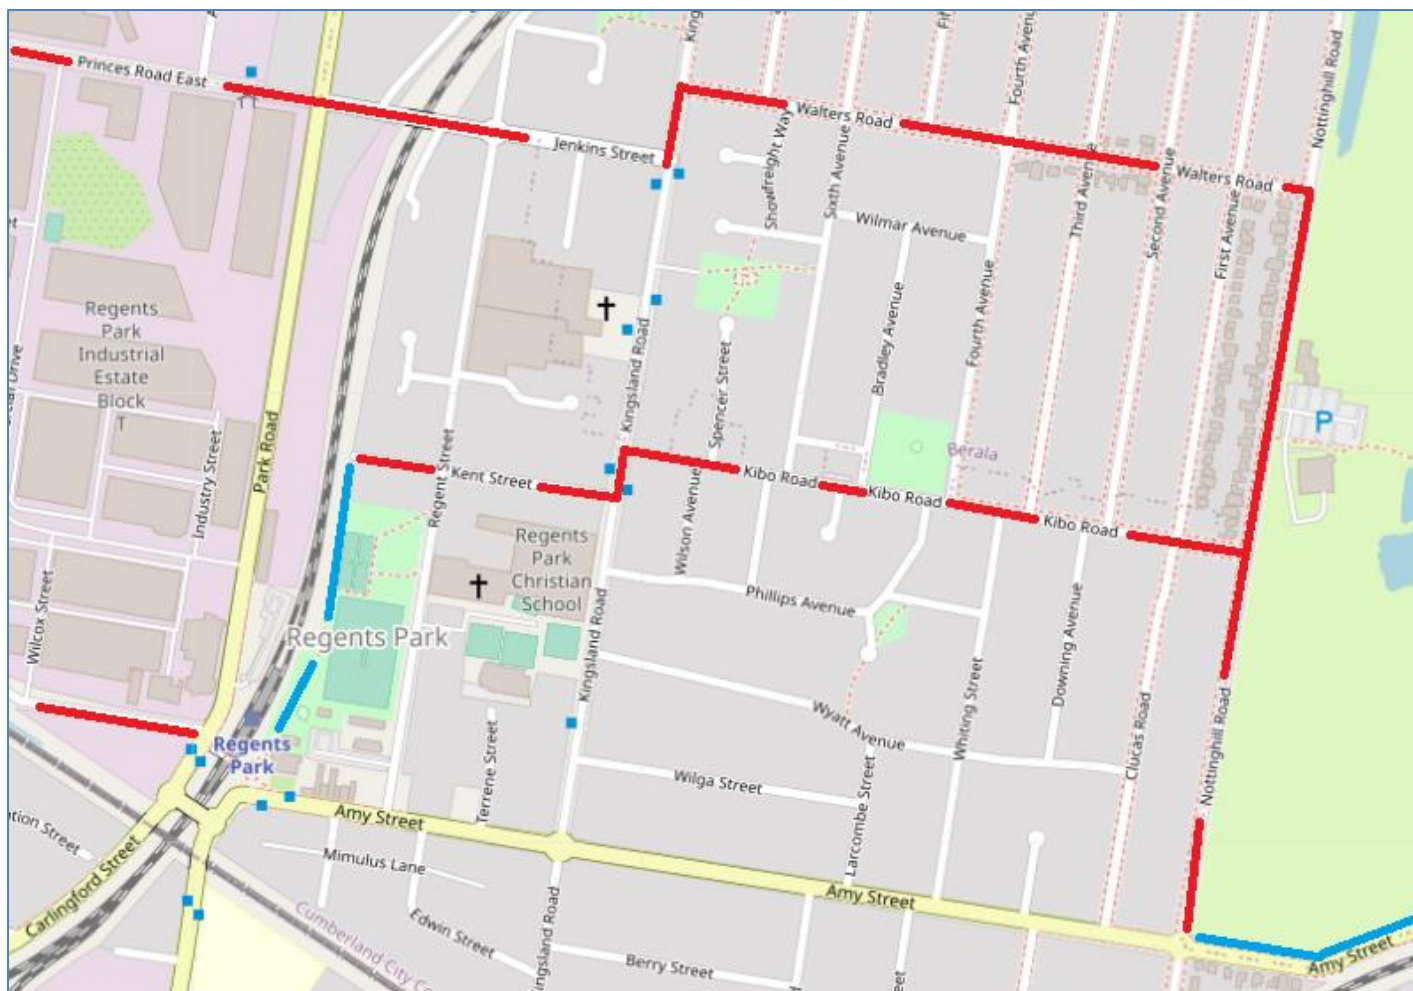 Princes Road East
Jenkins Street
Walters Road
Walters Road
Nottinghill Road
Fourth Avenue
Showfreight Way
Sixth Avenue
Third Avenue
Second Avenue
First Avenue
Wilmar Avenue
Fourth Avenue
Bradley Avenue
Spencer Street
Kingsland Road
Regents
Park
Industrial
Estate
Block
T
Park Road
Industry Street
Regent Street
Kent Street
Kibo Road
Kibo Road
Kibo Road
Berala
P
Wilson Avenue
Regents
Park
Christian
School
Phillips Avenue
Kingsland Road
Wilcox Street
Regents Park
Downing Avenue
Whiting Street
Wyatt Avenue
Clucas Road
Nottinghill Road
Regents
Park
Terrene Street
Wilga Street
Larcombe Street
Amy Street
Mimulus Lane
Carlingford Street
Edwin Street
Cumberland City
Berry Street
Amy Street
Amy Street